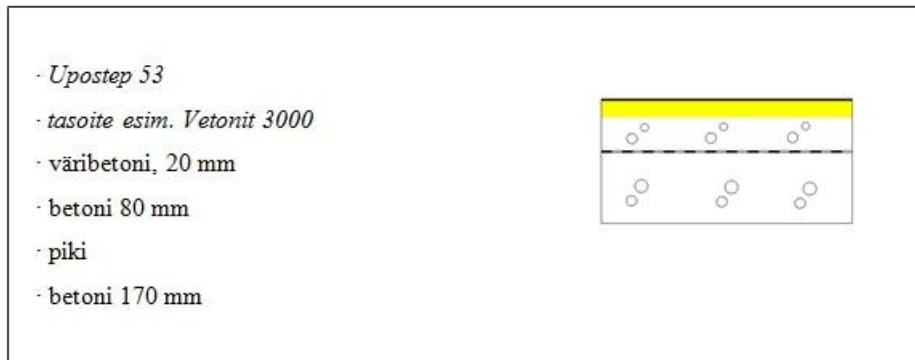 · Upostep 53
· tasoite esim. Vetonit 3000
· väribetoni, 20 mm
· betoni 80 mm
· piki
· betoni 170 mm